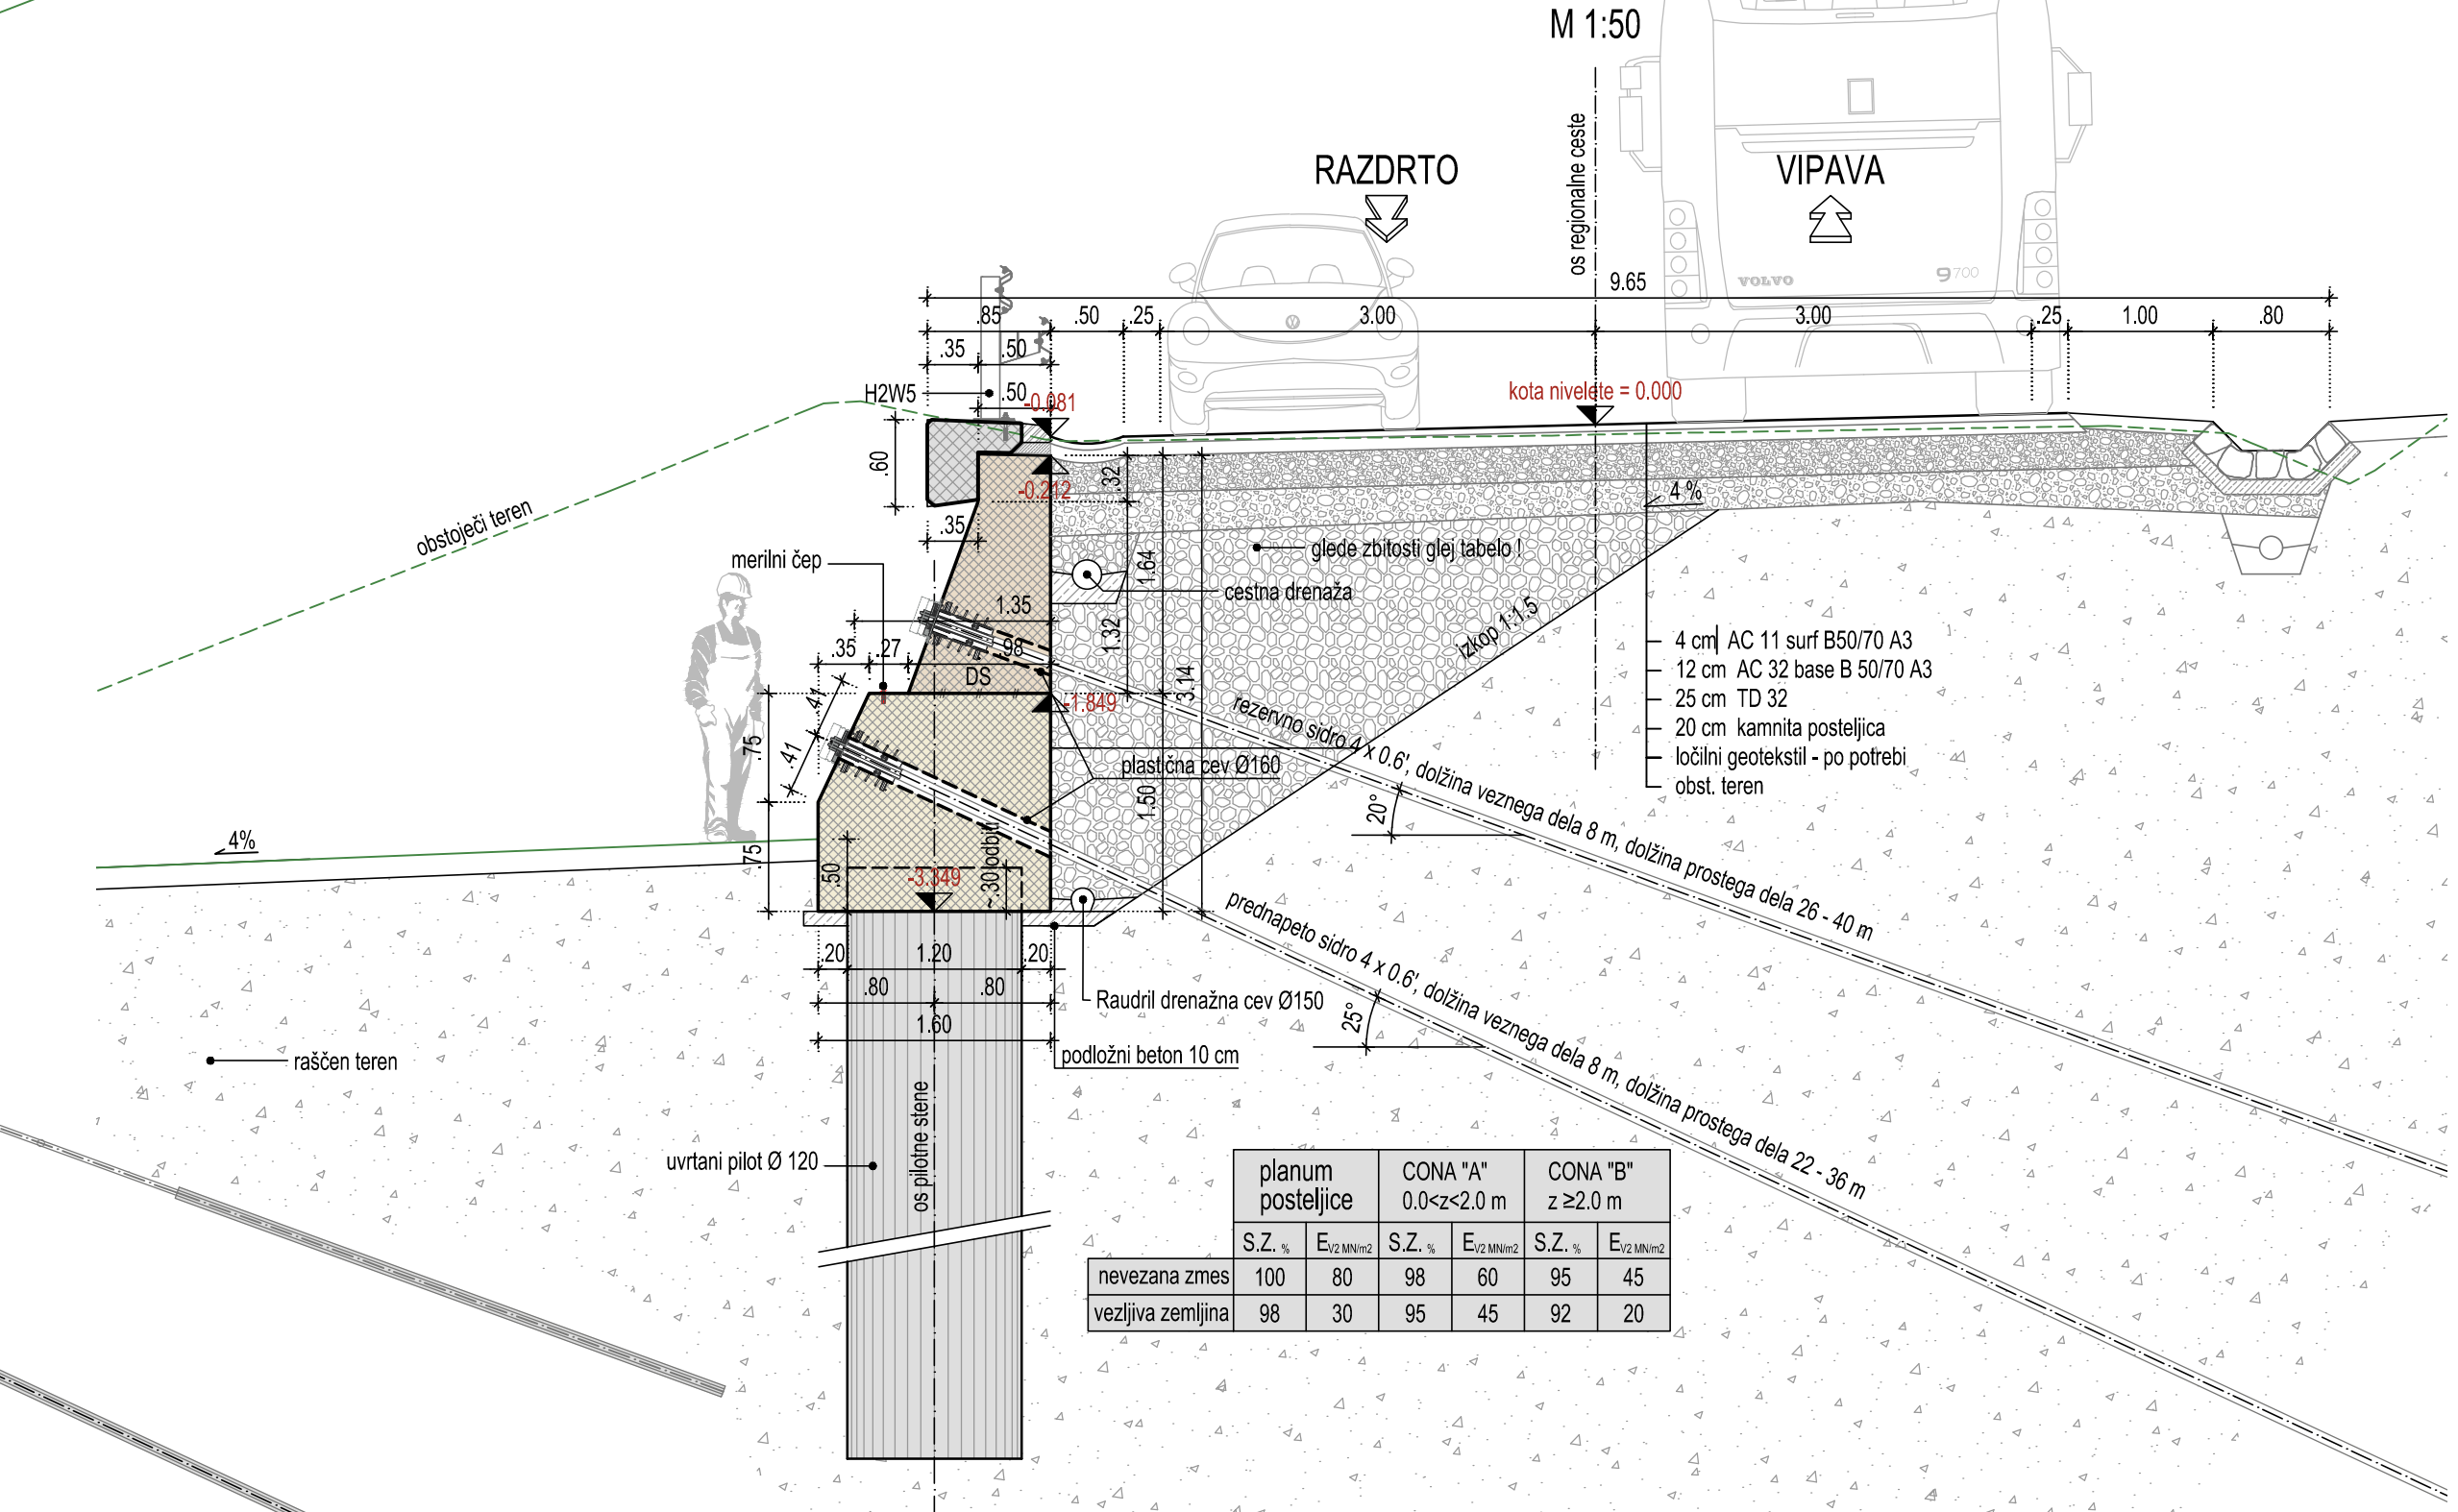 M 1:50
os regionalne ceste
RAZDRTO
VIPAVA
VOLVO
9700
9.65
.85
.50
.25
3.00
3.00
.25
1.00
.80
.35
.50
H2W5
.50
-0.081
kota nivelete = 0.000
.60
.32
-0.212
4 %
obstoječi teren
.35
glede zbitosti glej tabelo !
merilni čep
1.64
cestna drenaža
1.35
1.32
izkop 1:1.5
.35
.27
.98
DS
3.14
4 cm AC 11 surf B50/70 A3
12 cm AC 32 base B 50/70 A3
25 cm TD 32
20 cm kamnita posteljica
ločilni geotekstil - po potrebi
obst. teren
.41
-1.849
.75
.41
plastična cev Ø160
1.50
rezervno sidro 4 x 0.6', dolžina veznega dela 8 m, dolžina prostega dela 26 - 40 m
20°
4%
.75
.50
~.30 odbiti
-3.349
prednapeto sidro 4 x 0.6', dolžina veznega dela 8 m, dolžina prostega dela 22 - 36 m
25°
.20
1.20
.20
.80
.80
Raudril drenažna cev Ø150
1.60
podložni beton 10 cm
raščen teren
os pilotne stene
uvrtani pilot Ø 120
planum posteljice CONA "A" 0.0<z<2.0 m CONA "B" z ≥2.0 m
S.Z. % EV2 MN/m2 S.Z. % EV2 MN/m2 S.Z. % EV2 MN/m2
nevezana zmes 100 80 98 60 95 45
vezljiva zemljina 98 30 95 45 92 20